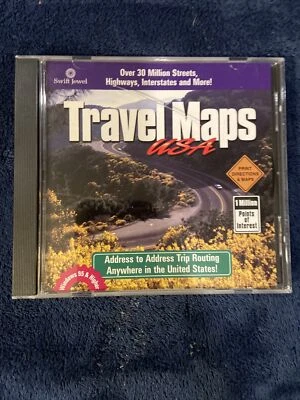 Swift Jewel
Over 30 Million Streets,
Highways, Interstates and More!
Travel Maps
USA
PRINT
DIRECTIONS
& MAPS
1 Million
Points of
Interest
Address to Address Trip Routing
Anywhere in the United States!
Windows 95 & Higher